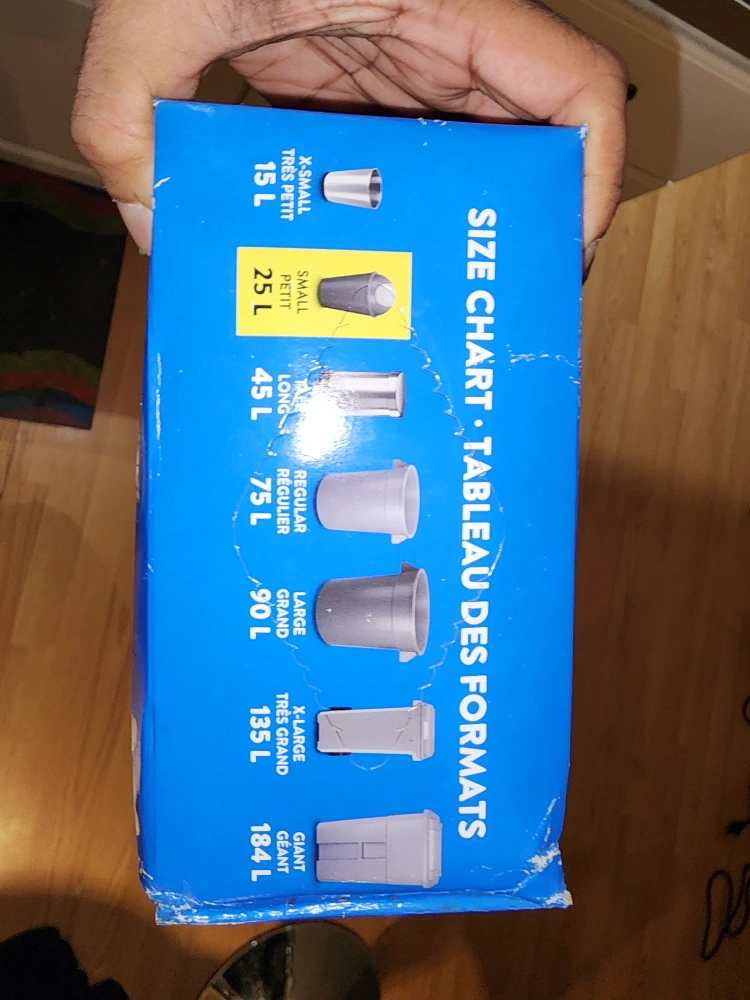 SIZE CHART · TABLEAU DES FORMATS
X-SMALL
TRÈS PETIT
15 L
SMALL
PETIT
25 L
TALL
LONG
45 L
REGULAR
RÉGULIER
75 L
LARGE
GRAND
90 L
X-LARGE
TRÈS GRAND
135 L
GIANT
GÉANT
184 L